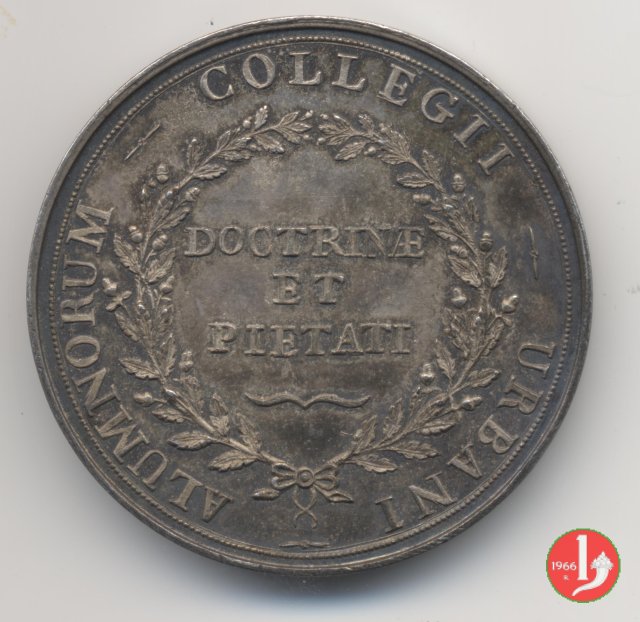 ALUMNORUM COLLEGII URBANI
DOCTRINÆ
ET
PIETATI
1966
R.